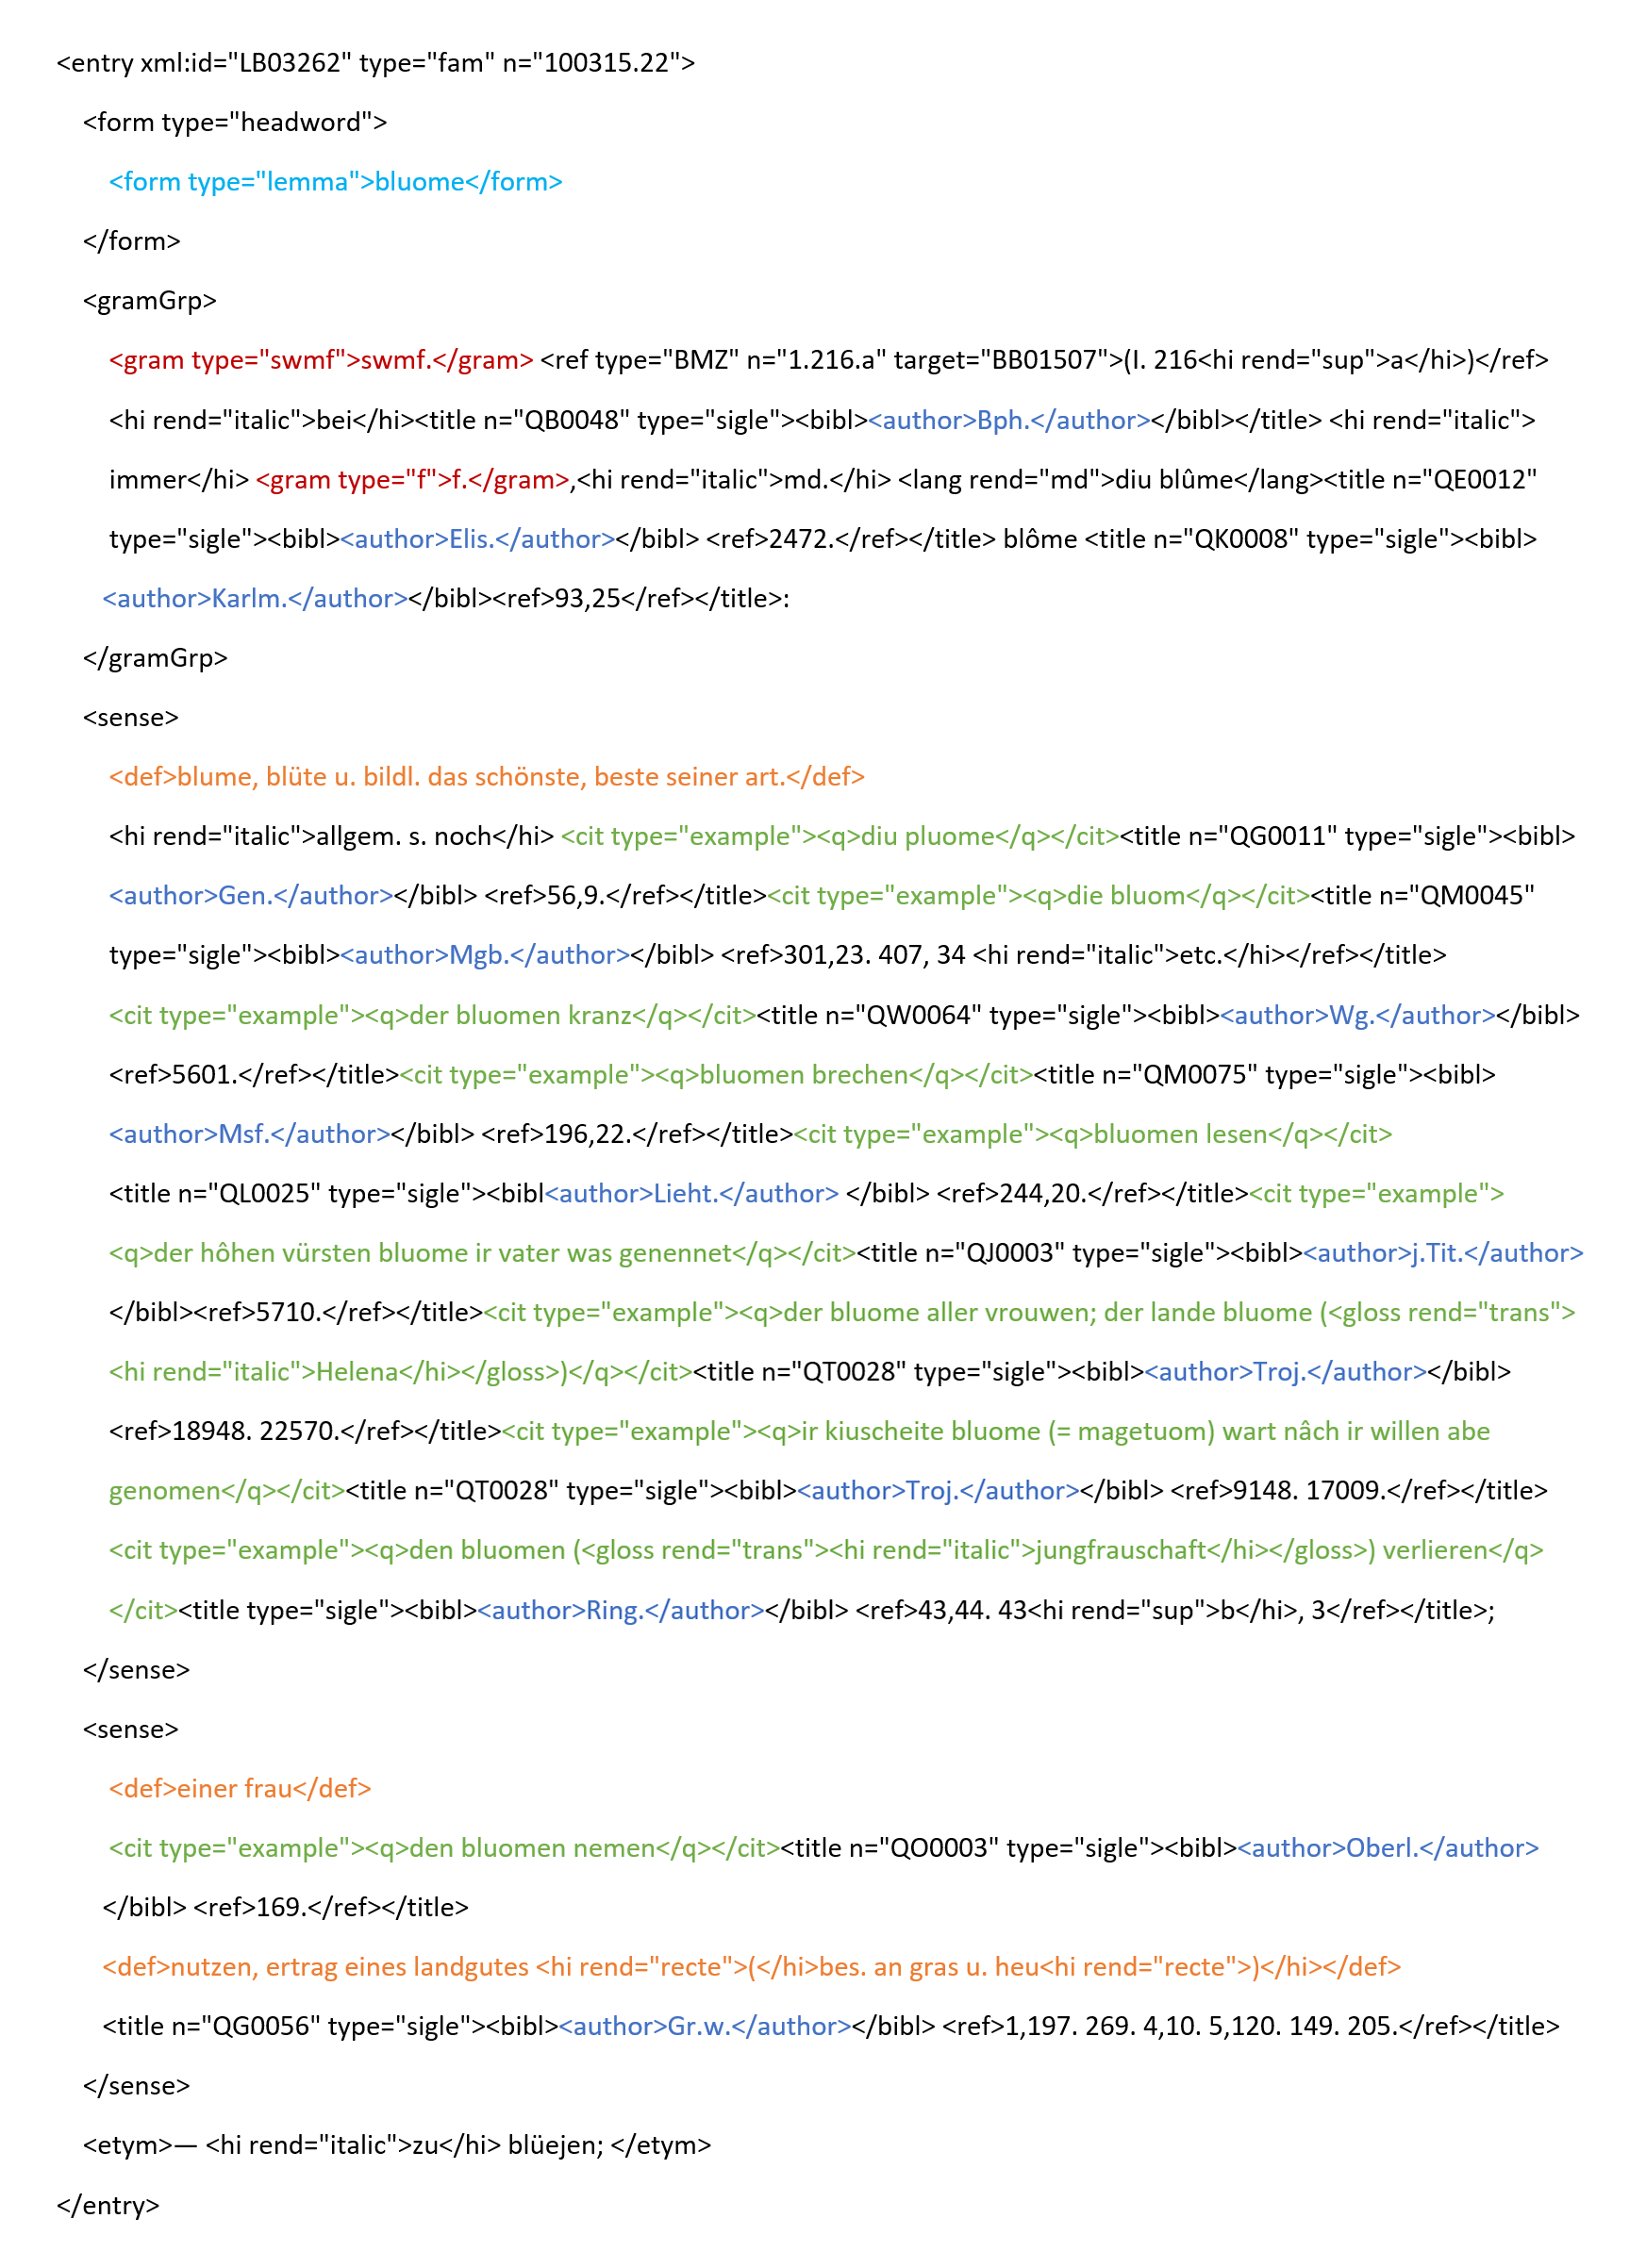 <entry xml:id="LB03262" type="fam" n="100315.22">
<form type="headword">
<form type="lemma">bluome</form>
</form>
<gramGrp>
<gram type="swmf">swmf.</gram> <ref type="BMZ" n="1.216.a" target="BB01507">(I. 216<hi rend="sup">a</hi>)</ref>
<hi rend="italic">bei</hi><title n="QB0048" type="sigle"><bibl><author>Bph.</author></bibl></title> <hi rend="italic">
immer</hi> <gram type="f">f.</gram>,<hi rend="italic">md.</hi> <lang rend="md">diu blûme</lang><title n="QE0012"
type="sigle"><bibl><author>Elis.</author></bibl> <ref>2472.</ref></title> blôme <title n="QK0008" type="sigle"><bibl>
<author>Karlm.</author></bibl><ref>93,25</ref></title>:
</gramGrp>
<sense>
<def>blume, blüte u. bildl. das schönste, beste seiner art.</def>
<hi rend="italic">allgem. s. noch</hi> <cit type="example"><q>diu pluome</q></cit><title n="QG0011" type="sigle"><bibl>
<author>Gen.</author></bibl> <ref>56,9.</ref></title><cit type="example"><q>die bluom</q></cit><title n="QM0045"
type="sigle"><bibl><author>Mgb.</author></bibl> <ref>301,23. 407, 34 <hi rend="italic">etc.</hi></ref></title>
<cit type="example"><q>der bluomen kranz</q></cit><title n="QW0064" type="sigle"><bibl><author>Wg.</author></bibl>
<ref>5601.</ref></title><cit type="example"><q>bluomen brechen</q></cit><title n="QM0075" type="sigle"><bibl>
<author>Msf.</author></bibl> <ref>196,22.</ref></title><cit type="example"><q>bluomen lesen</q></cit>
<title n="QL0025" type="sigle"><bibl<author>Lieht.</author> </bibl> <ref>244,20.</ref></title><cit type="example">
<q>der hôhen vürsten bluome ir vater was genennet</q></cit><title n="QJ0003" type="sigle"><bibl><author>j.Tit.</author>
</bibl><ref>5710.</ref></title><cit type="example"><q>der bluome aller vrouwen; der lande bluome (<gloss rend="trans">
<hi rend="italic">Helena</hi></gloss>)</q></cit><title n="QT0028" type="sigle"><bibl><author>Troj.</author></bibl>
<ref>18948. 22570.</ref></title><cit type="example"><q>ir kiuscheite bluome (= magetuom) wart nâch ir willen abe
genomen</q></cit><title n="QT0028" type="sigle"><bibl><author>Troj.</author></bibl> <ref>9148. 17009.</ref></title>
<cit type="example"><q>den bluomen (<gloss rend="trans"><hi rend="italic">jungfrauschaft</hi></gloss>) verlieren</q>
</cit><title type="sigle"><bibl><author>Ring.</author></bibl> <ref>43,44. 43<hi rend="sup">b</hi>, 3</ref></title>;
</sense>
<sense>
<def>einer frau</def>
<cit type="example"><q>den bluomen nemen</q></cit><title n="QO0003" type="sigle"><bibl><author>Oberl.</author>
</bibl> <ref>169.</ref></title>
<def>nutzen, ertrag eines landgutes <hi rend="recte">(</hi>bes. an gras u. heu<hi rend="recte">)</hi></def>
<title n="QG0056" type="sigle"><bibl><author>Gr.w.</author></bibl> <ref>1,197. 269. 4,10. 5,120. 149. 205.</ref></title>
</sense>
<etym>— <hi rend="italic">zu</hi> blüejen; </etym>
</entry>